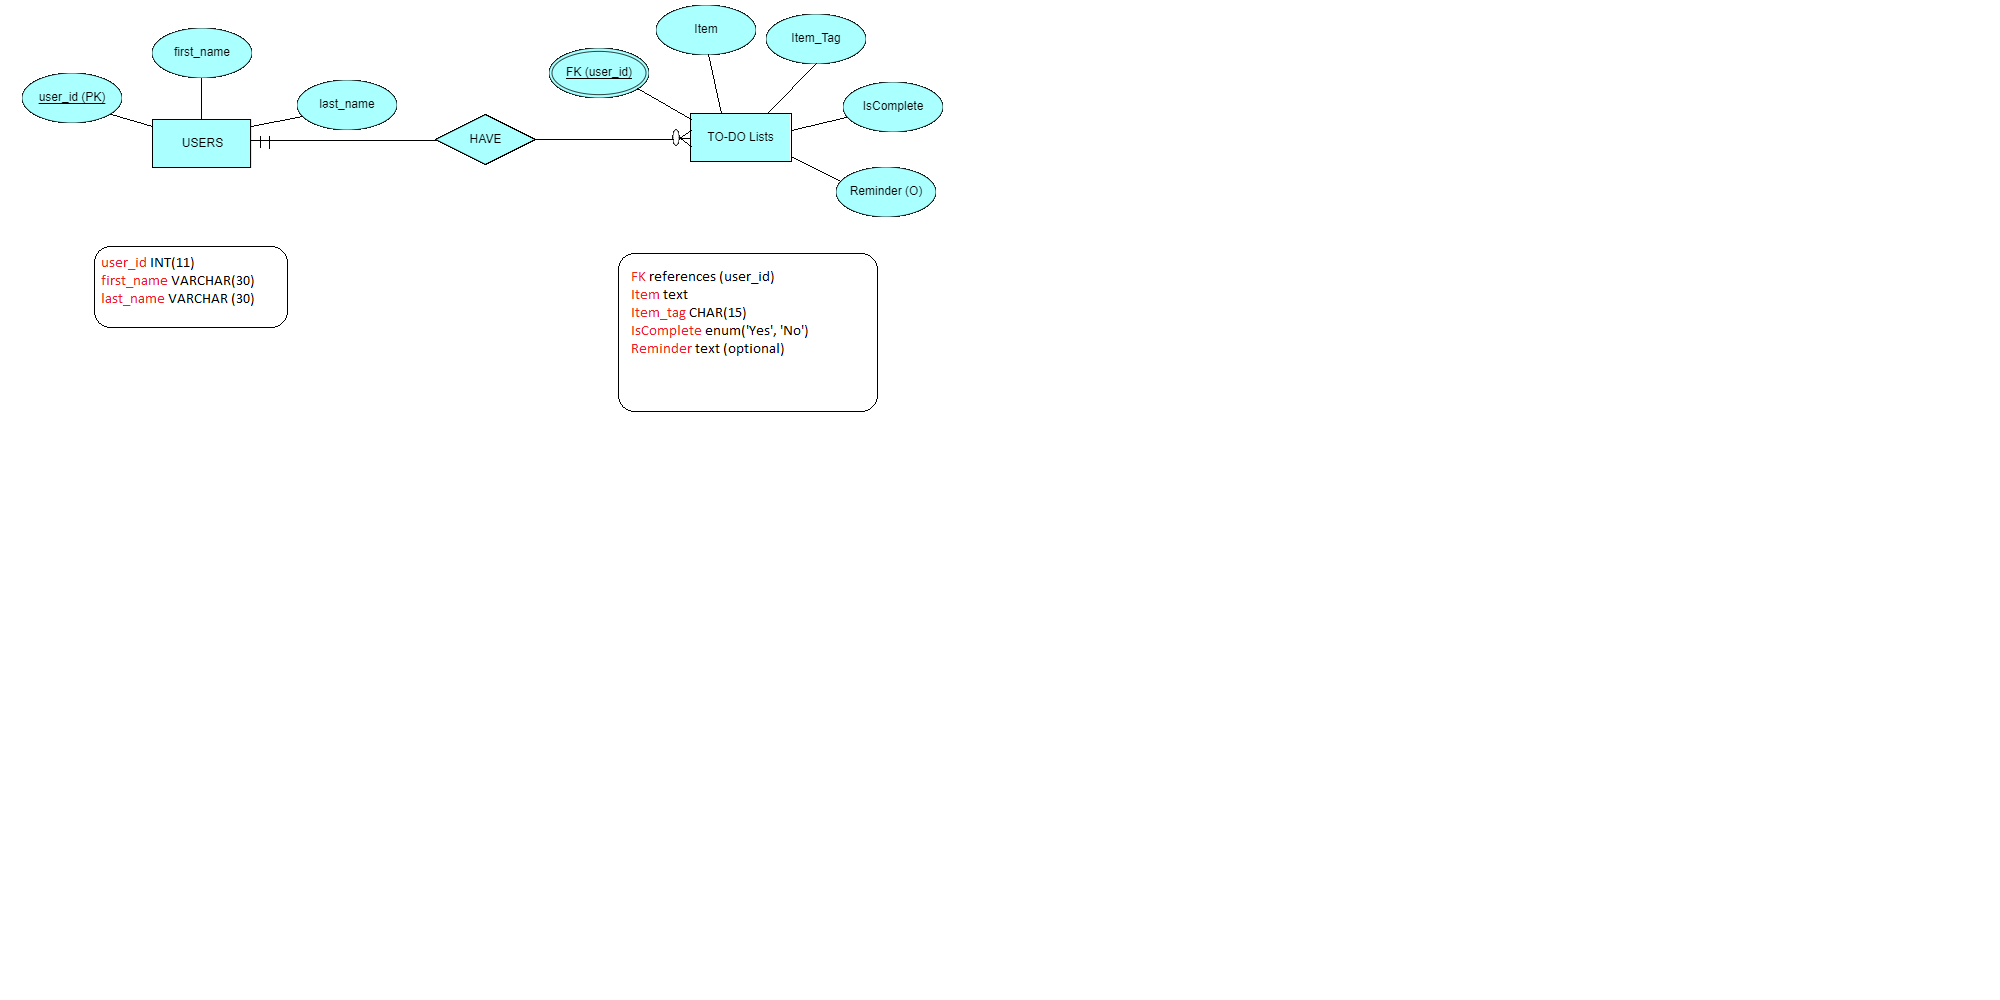 Item
Item_Tag
first_name
FK (user_id)
user_id (PK)
last_name
IsComplete
USERS
HAVE
TO-DO Lists
Reminder (O)
user_id INT(11)
first_name VARCHAR(30)
last_name VARCHAR (30)
FK references (user_id)
Item text
Item_tag CHAR(15)
IsComplete enum('Yes', 'No')
Reminder text (optional)